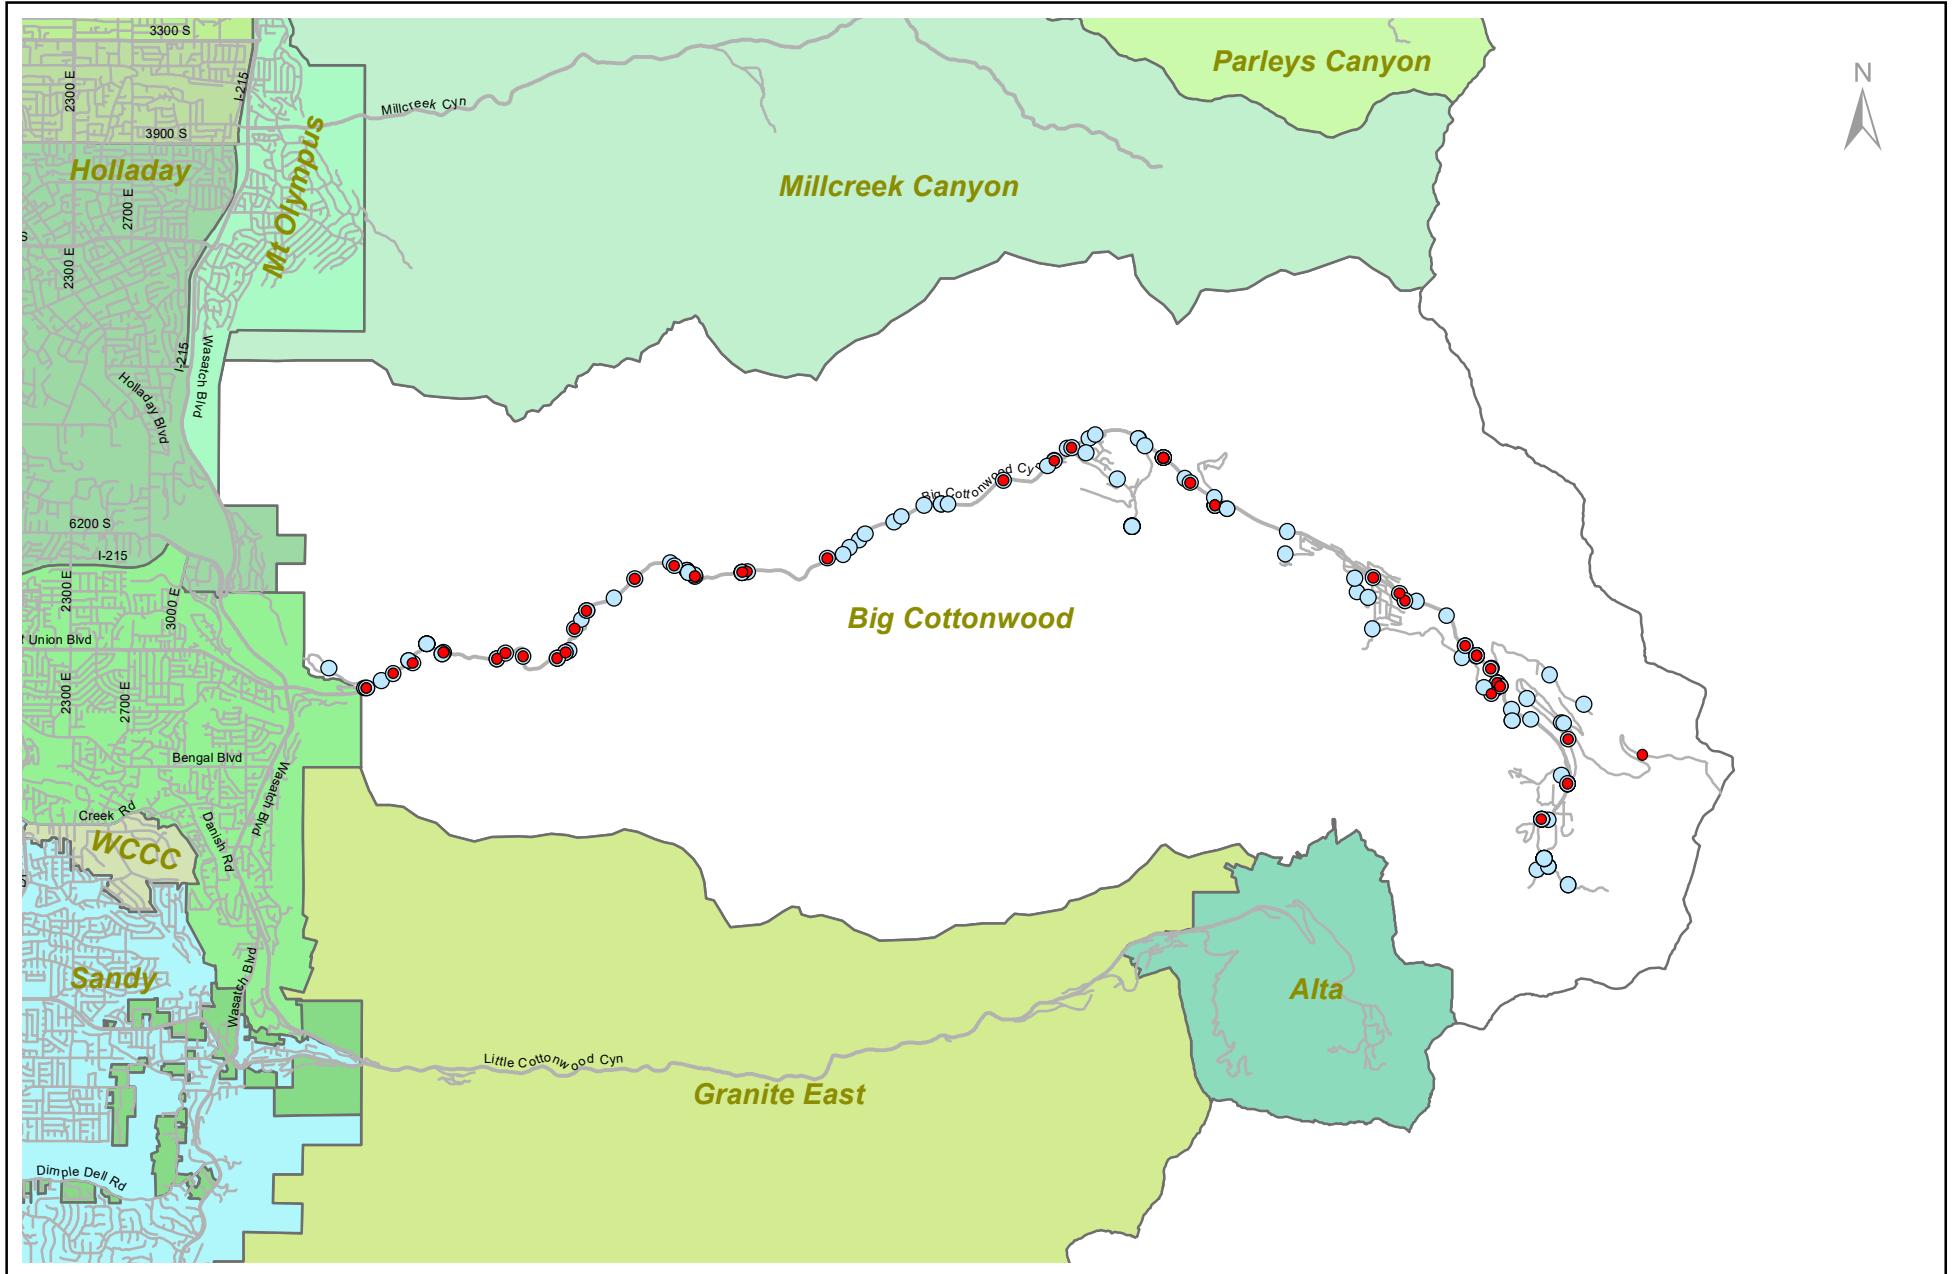 3300 S
Parleys Canyon
N
2300 E
I-215
Millcreek Cyn
3900 S
Holladay
Mt Olympus
Millcreek Canyon
2700 E
S
2300 E
I-215
Wasatch Blvd
Holladay Blvd
Big Cottonwood Cyn
6200 S
I-215
2300 E
3000 E
Big Cottonwood
Union Blvd
2300 E
2700 E
Bengal Blvd
Wasatch Blvd
Creek Rd
Danish Rd
WCCC
Sandy
Wasatch Blvd
Alta
Little Cottonwood Cyn
Granite East
Dimple Dell Rd